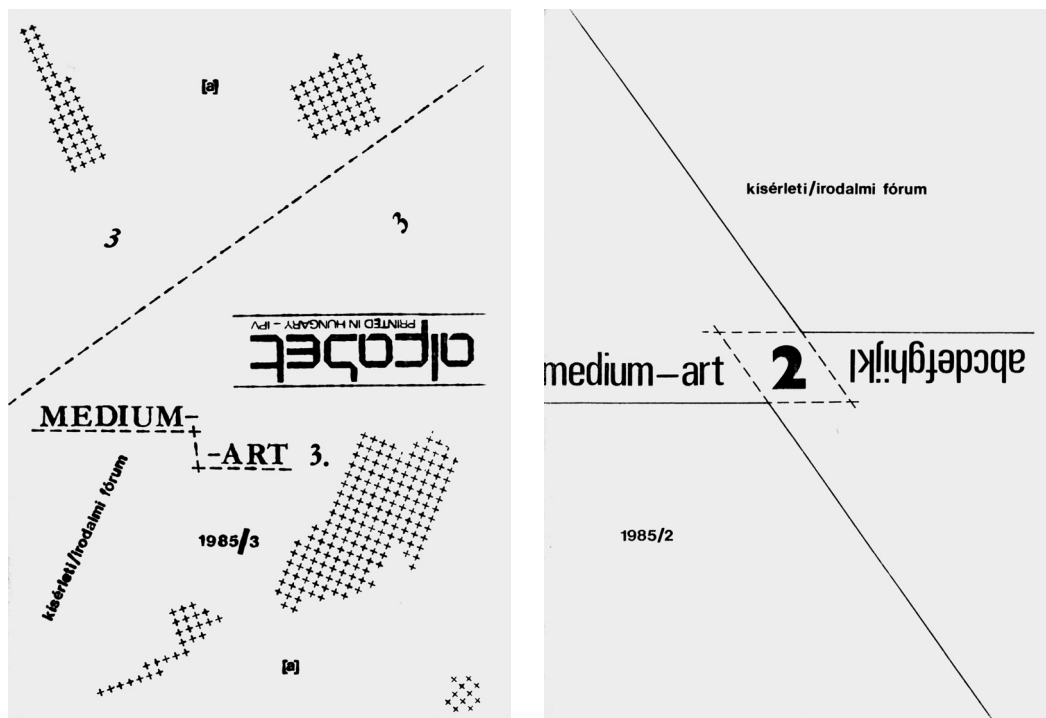 [a]
3
3
PRINTED IN HUNGARY – IPV
alfabet
MEDIUM-
-ART 3.
kísérleti/irodalmi fórum
1985/3
[a]
kísérleti/irodalmi fórum
medium–art
2
abcdefghijkl
1985/2